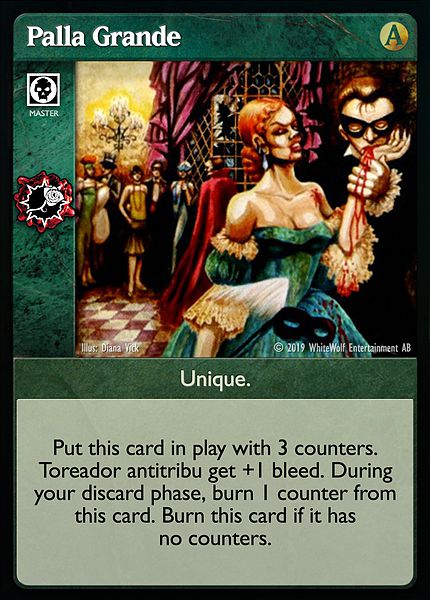 Palla Grande
A
MASTER
Illus: Diana Vick
© 2019 WhiteWolf Entertainment AB
Unique.
Put this card in play with 3 counters.
Toreador antitribu get +1 bleed. During
your discard phase, burn 1 counter from
this card. Burn this card if it has
no counters.